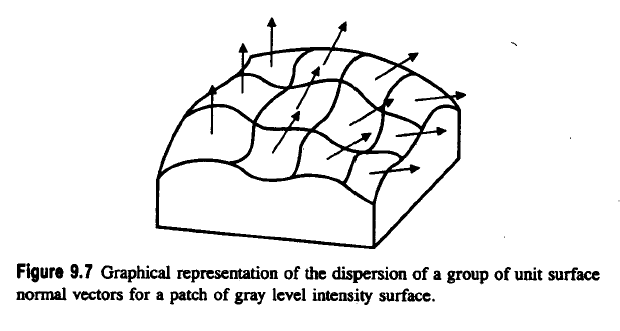 Figure 9.7 Graphical representation of the dispersion of a group of unit surface
normal vectors for a patch of gray level intensity surface.